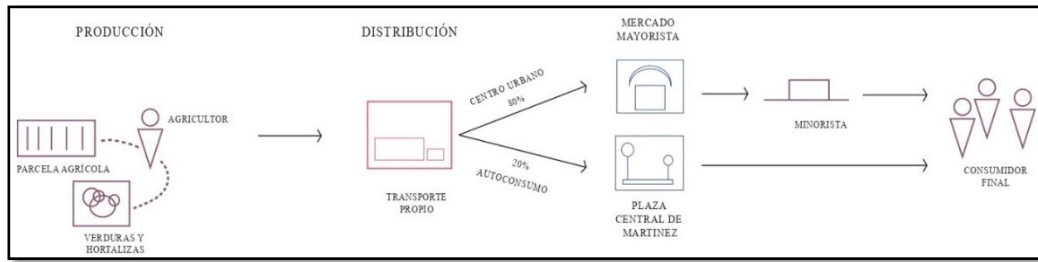 PRODUCCIÓN
DISTRIBUCIÓN
MERCADO
MAYORISTA
AGRICULTOR
PARCELA AGRÍCOLA
VERDURAS Y
HORTALIZAS
TRANSPORTE
PROPIO
CENTRO URBANO
80%
20%
AUTOCONSUMO
PLAZA
CENTRAL DE
MARTINEZ
MINORISTA
CONSUMIDOR
FINAL